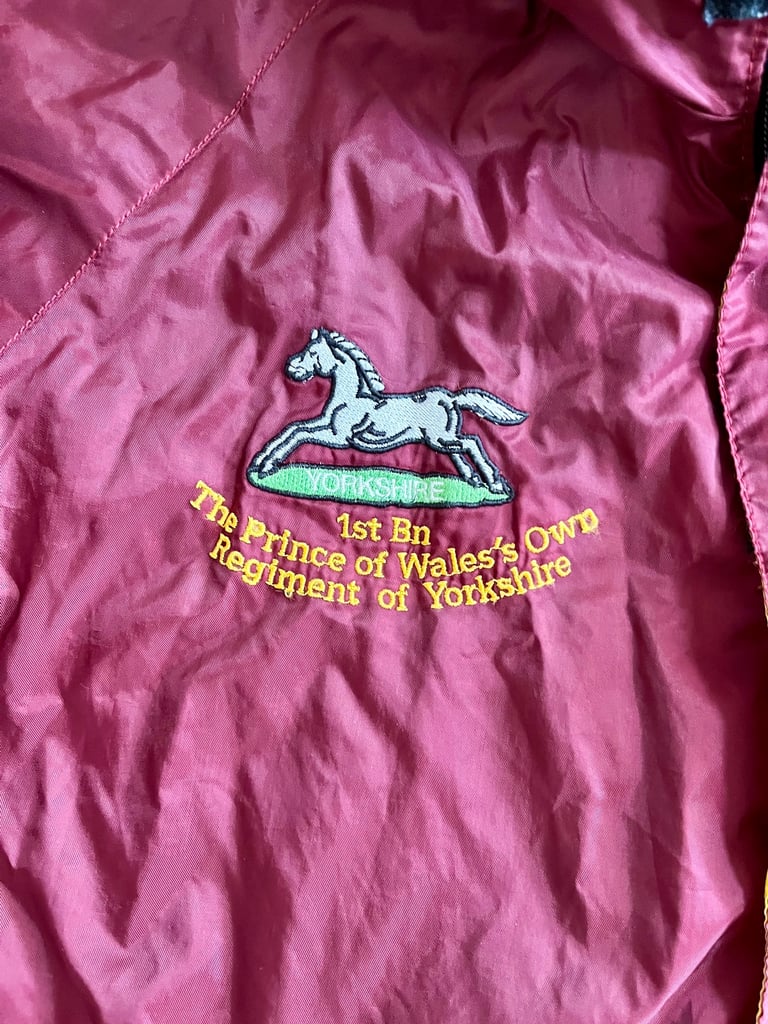 YORKSHIRE
1st Bn
The Prince of Wales's Own
Regiment of Yorkshire